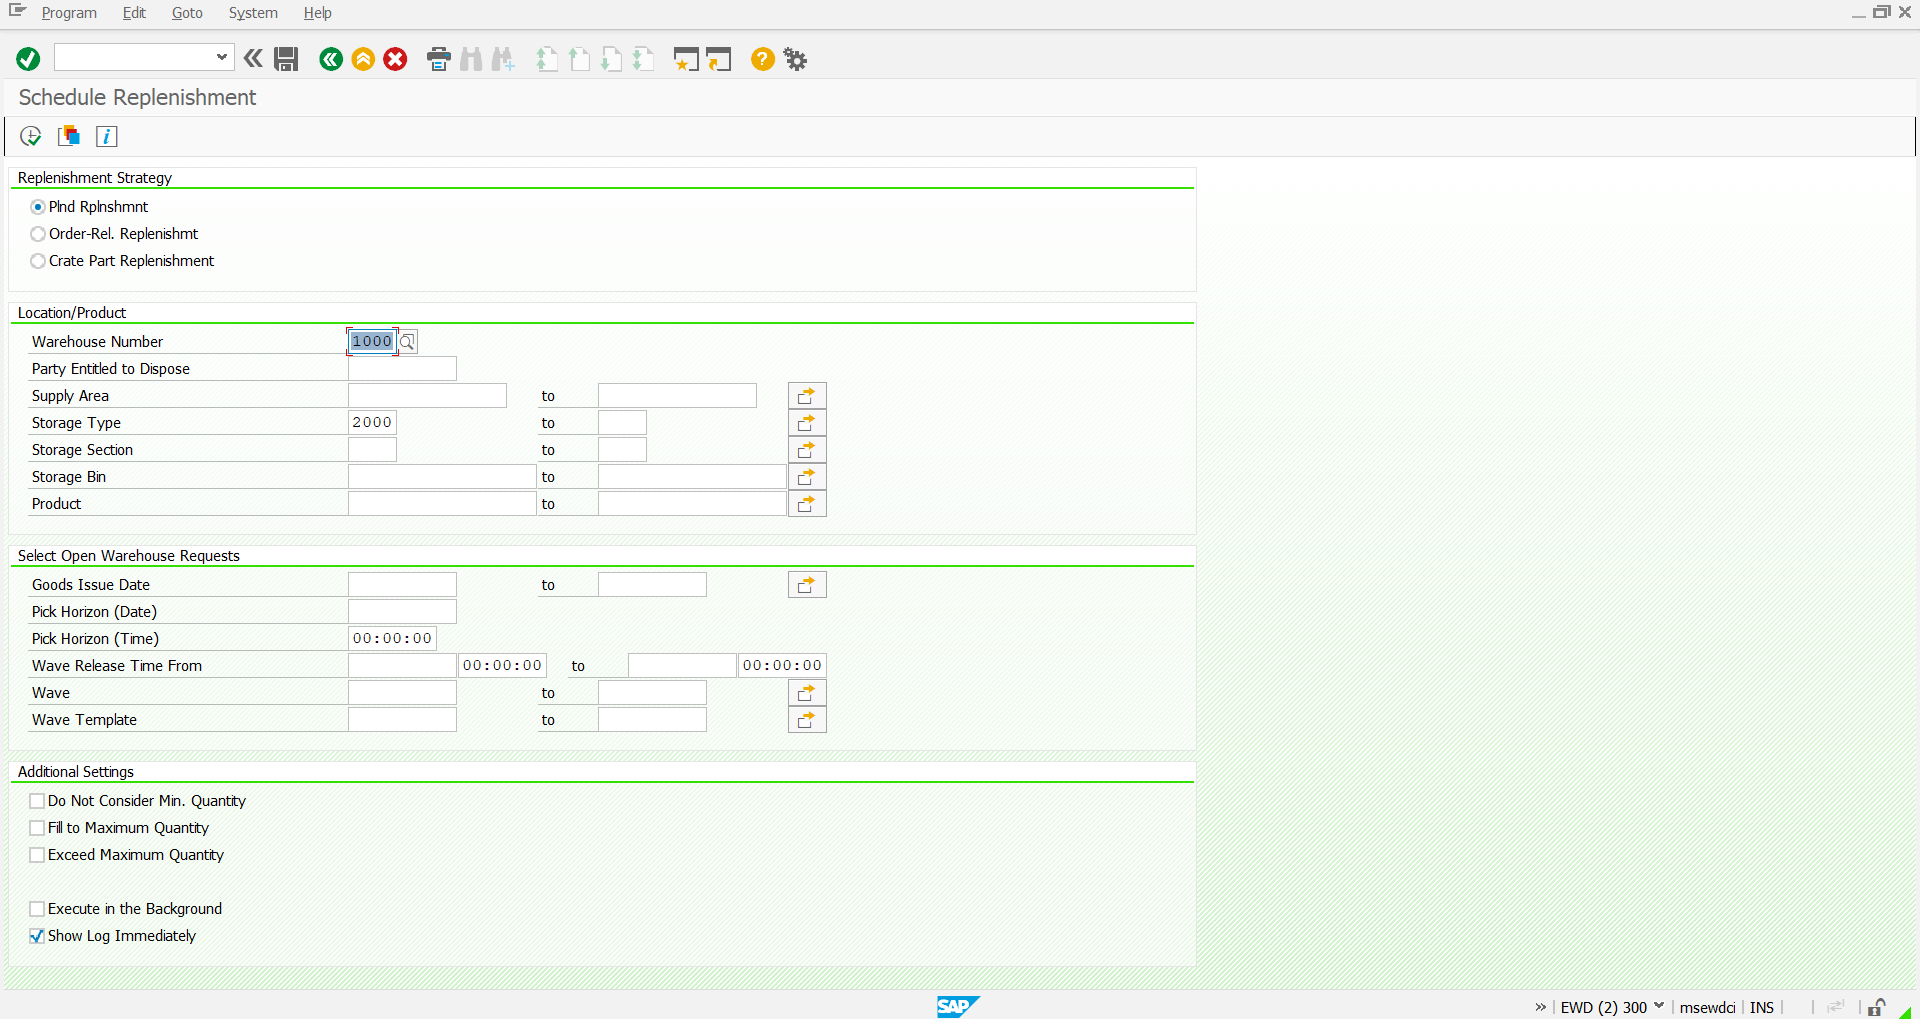 Program Edit Goto System Help
Schedule Replenishment
Replenishment Strategy
Plnd Rplnshmnt
Order-Rel. Replenishmt
Crate Part Replenishment
Location/Product
Warehouse Number 1000
Party Entitled to Dispose
Supply Area to
Storage Type 2000 to
Storage Section to
Storage Bin to
Product to
Select Open Warehouse Requests
Goods Issue Date to
Pick Horizon (Date)
Pick Horizon (Time) 00:00:00
Wave Release Time From 00:00:00 to 00:00:00
Wave to
Wave Template to
Additional Settings
Do Not Consider Min. Quantity
Fill to Maximum Quantity
Exceed Maximum Quantity
Execute in the Background
Show Log Immediately
SAP » EWD (2) 300 msewdci INS